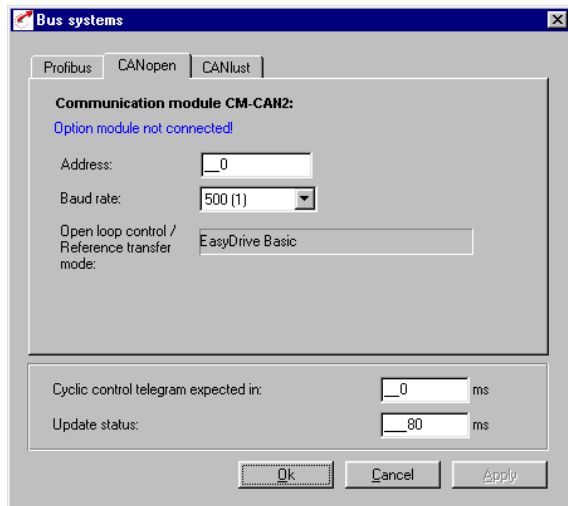 Bus systems
Profibus CANopen CANlust
Communication module CM-CAN2:
Option module not connected!
Address: __0
Baud rate: 500 (1)
Open loop control /
Reference transfer
mode:
EasyDrive Basic
Cyclic control telegram expected in: __0 ms
Update status: ___80 ms
Ok Cancel Apply